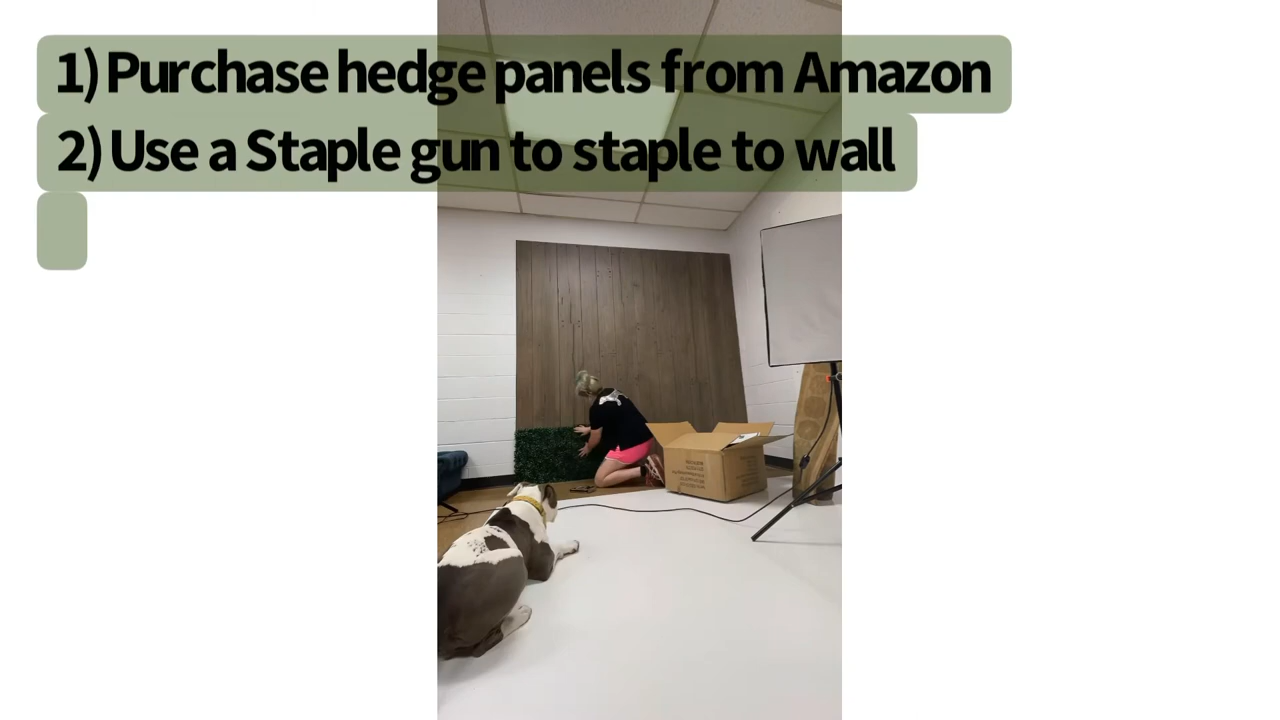 1) Purchase hedge panels from Amazon
2) Use a Staple gun to staple to wall